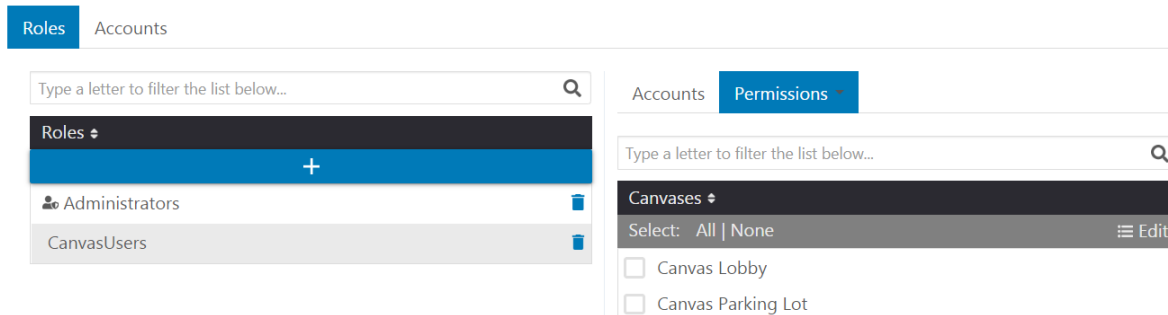 Roles Accounts
Type a letter to filter the list below...
Roles
+
Administrators
CanvasUsers
Accounts Permissions
Type a letter to filter the list below...
Canvases
Select: All | None Edit
Canvas Lobby
Canvas Parking Lot